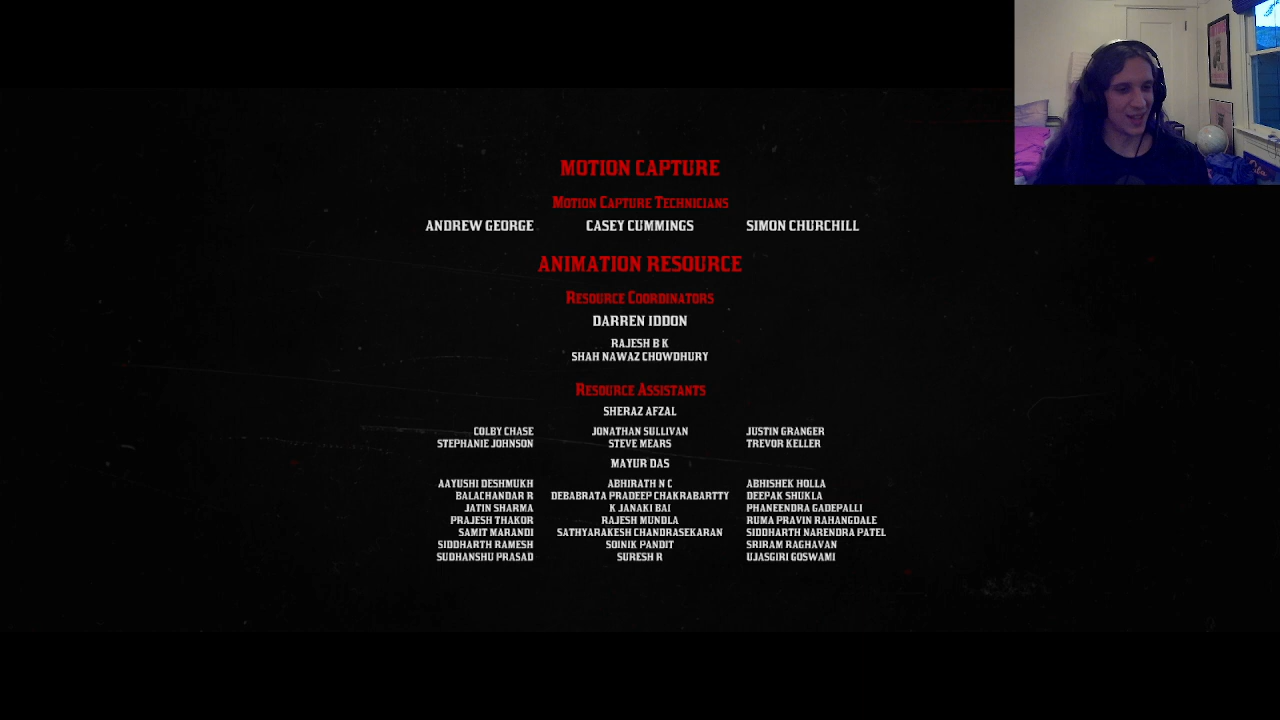 MOTION CAPTURE
MOTION CAPTURE TECHNICIANS
ANDREW GEORGE CASEY CUMMINGS SIMON CHURCHILL
ANIMATION RESOURCE
RESOURCE COORDINATORS
DARREN IDDON
RAJESH B K
SHAH NAWAZ CHOWDHURY
RESOURCE ASSISTANTS
SHERAZ AFZAL
COLBY CHASE JONATHAN SULLIVAN JUSTIN GRANGER
STEPHANIE JOHNSON STEVE MEARS TREVOR KELLER
MAYUR DAS
AAYUSHI DESHMUKH ABHIRATH N C ABHISHEK HOLLA
BALACHANDAR R DEBABRATA PRADEEP CHAKRABARTTY DEEPAK SHUKLA
JATIN SHARMA K JANAKI BAI PHANEENDRA GADEPALLI
PRAJESH THAKOR RAJESH MUNDLA RUMA PRAVIN RAHANGDALE
SAMIT MARANDI SATHYARAKESH CHANDRASEKARAN SIDDHARTH NARENDRA PATEL
SIDDHARTH RAMESH SOINIK PANDIT SRIRAM RAGHAVAN
SUDHANSHU PRASAD SURESH R UJASGIRI GOSWAMI